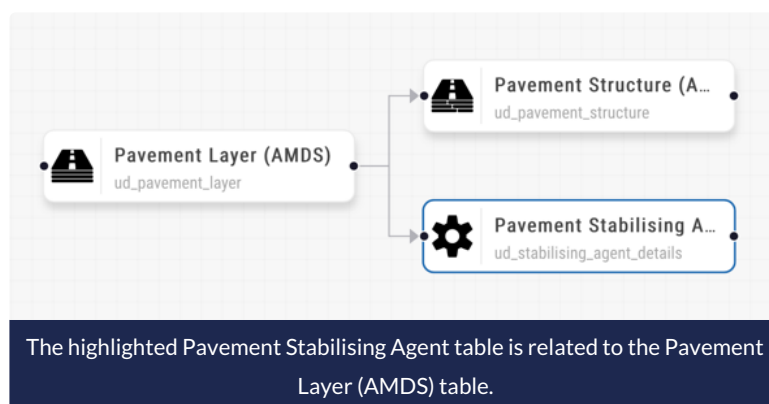 Pavement Structure (A...
ud_pavement_structure
Pavement Layer (AMDS)
ud_pavement_layer
Pavement Stabilising A...
ud_stabilising_agent_details
The highlighted Pavement Stabilising Agent table is related to the Pavement
Layer (AMDS) table.